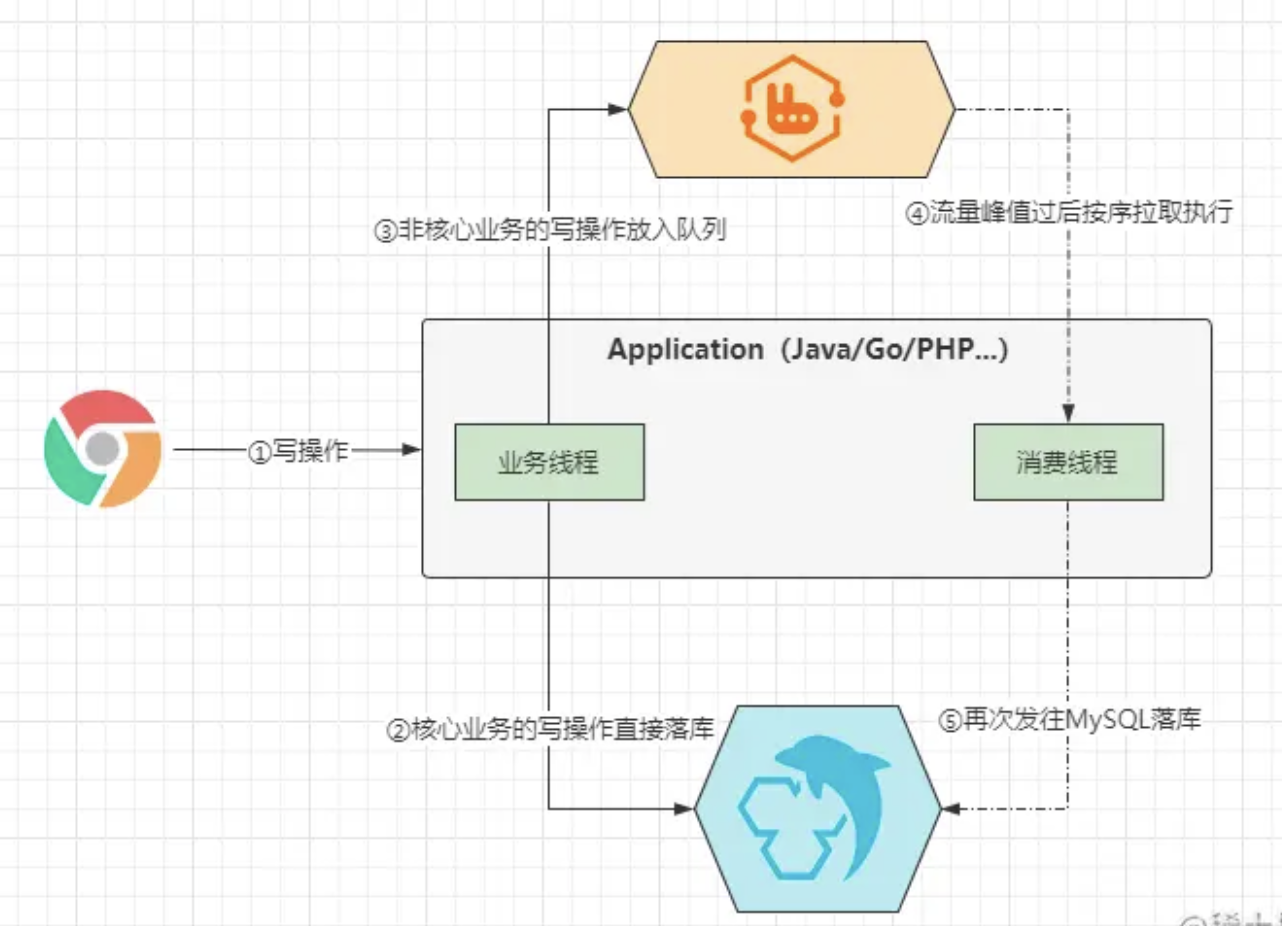 ③非核心业务的写操作放入队列
④流量峰值过后按序拉取执行
Application（Java/Go/PHP...）
①写操作
业务线程
消费线程
②核心业务的写操作直接落库
⑤再次发往MySQL落库